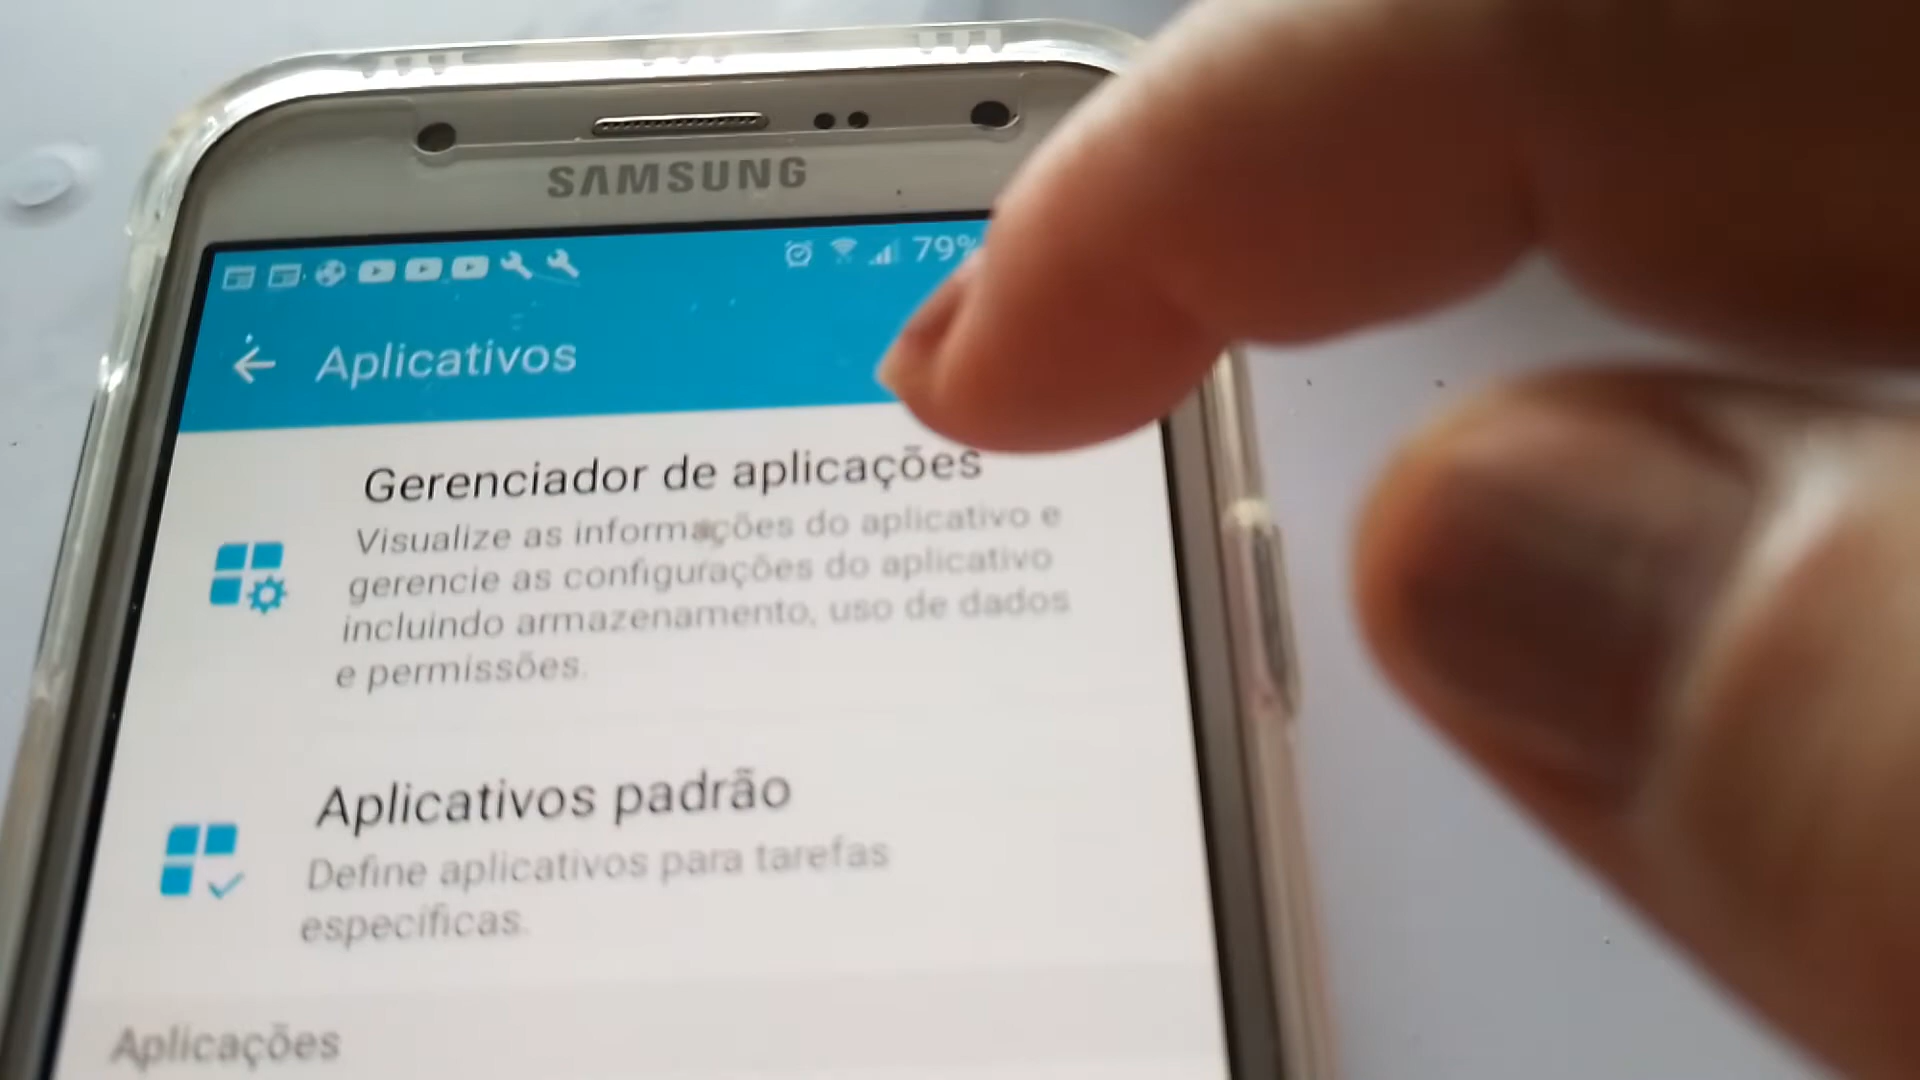 SAMSUNG
79%
Aplicativos
Gerenciador de aplicações
Visualize as informações do aplicativo e
gerencie as configurações do aplicativo
incluindo armazenamento, uso de dados
e permissões.
Aplicativos padrão
Define aplicativos para tarefas
específicas.
Aplicações